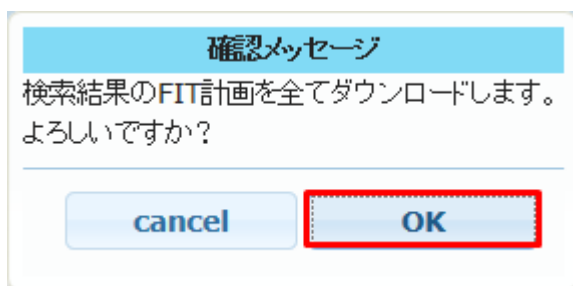 確認メッセージ
検索結果のFIT計画を全てダウンロードします。
よろしいですか？
cancel
OK